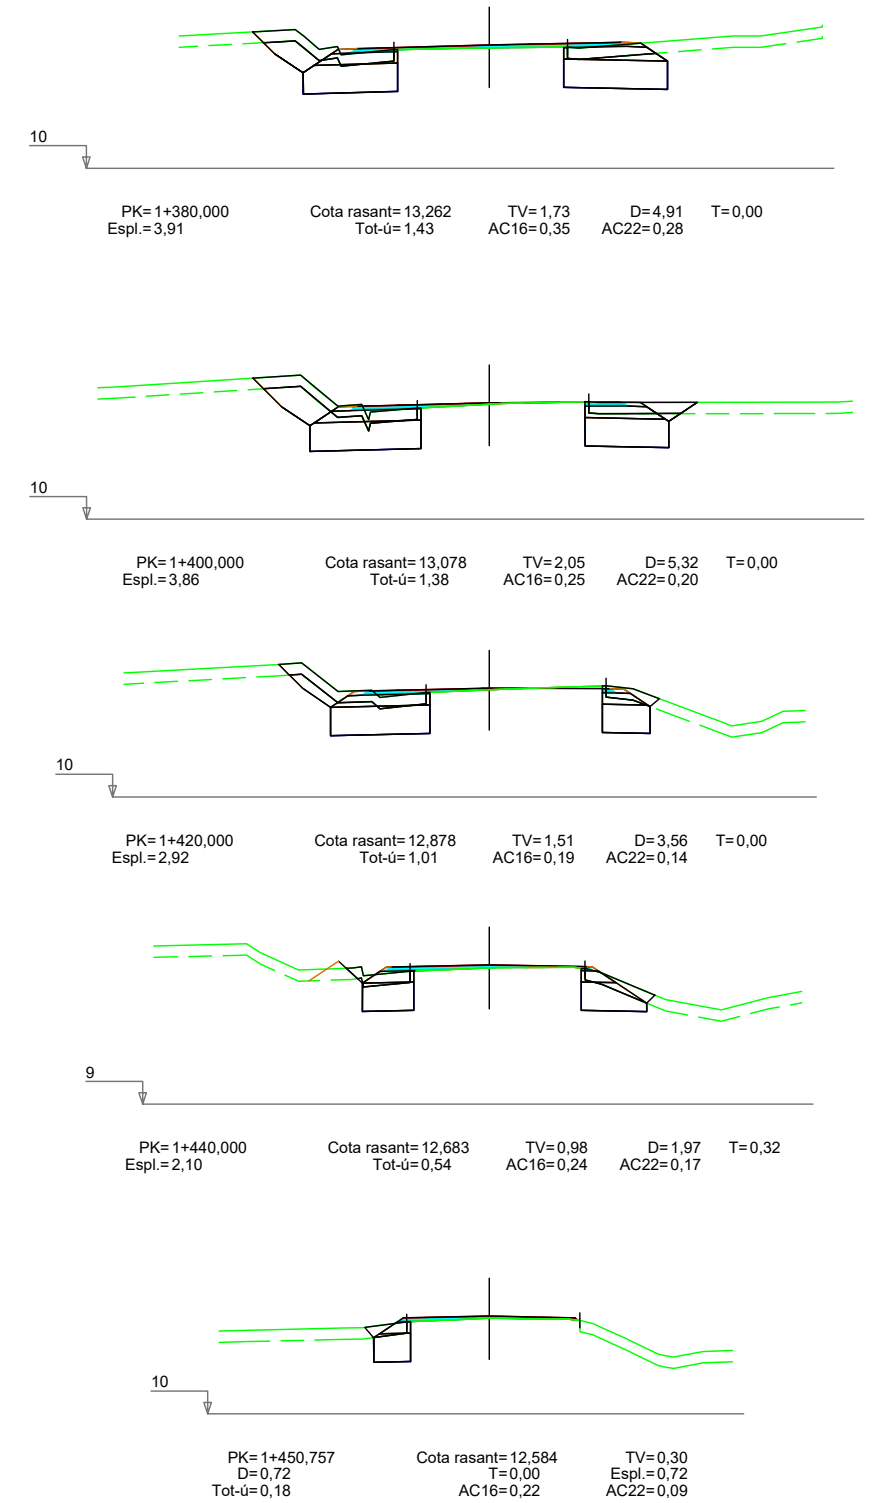 10
PK=1+380,000 Cota rasant=13,262 TV=1,73 D=4,91 T=0,00
Espl.=3,91 Tot-ú=1,43 AC16=0,35 AC22=0,28
10
PK=1+400,000 Cota rasant=13,078 TV=2,05 D=5,32 T=0,00
Espl.=3,86 Tot-ú=1,38 AC16=0,25 AC22=0,20
10
PK=1+420,000 Cota rasant=12,878 TV=1,51 D=3,56 T=0,00
Espl.=2,92 Tot-ú=1,01 AC16=0,19 AC22=0,14
9
PK=1+440,000 Cota rasant=12,683 TV=0,98 D=1,97 T=0,32
Espl.=2,10 Tot-ú=0,54 AC16=0,24 AC22=0,17
10
PK=1+450,757 Cota rasant=12,584 TV=0,30
D=0,72 T=0,00 Espl.=0,72
Tot-ú=0,18 AC16=0,22 AC22=0,09